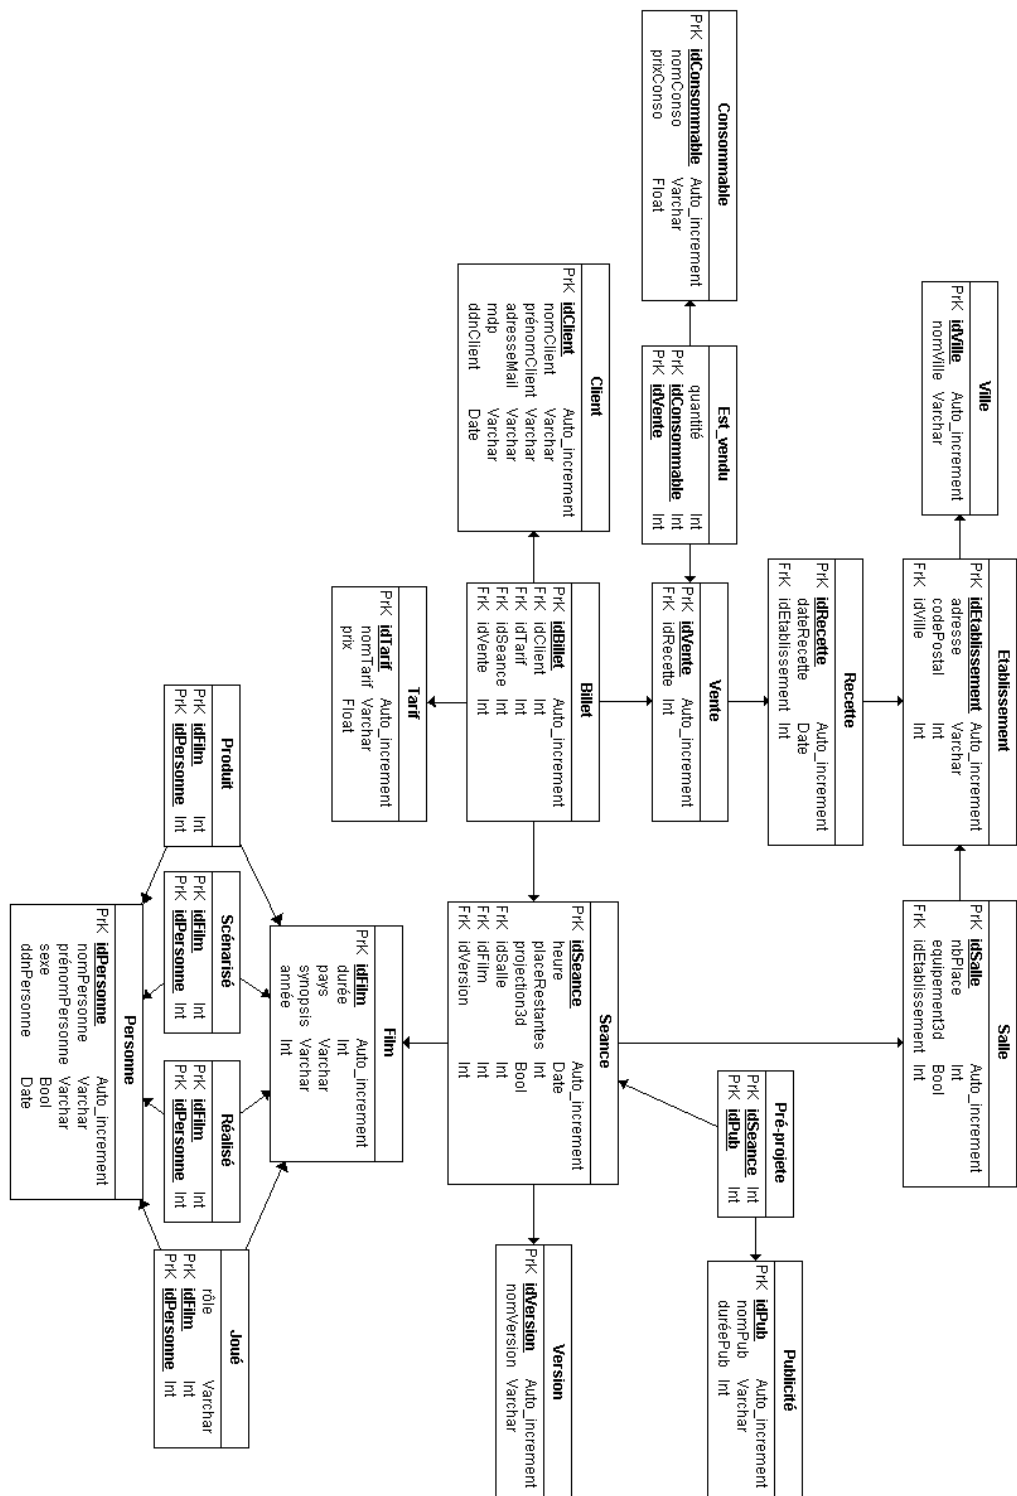 Ville
PrK idVille Auto_increment
nomVille Varchar
Etablissement
PrK idEtablissement Auto_increment
adresse Varchar
codePostal Int
FrK idVille Int
Salle
PrK idSalle Auto_increment
nbPlace Int
equipement3d Bool
FrK idEtablissement Int
Consommable
PrK idConsommable Auto_increment
nomConso Varchar
prixConso Float
Est_vendu
quantité Int
PrK idConsommable Int
PrK idVente Int
Recette
PrK idRecette Auto_increment
dateRecette Date
FrK idEtablissement Int
Vente
PrK idVente Auto_increment
FrK idRecette Int
Pré-projete
PrK idSeance Int
PrK idPub Int
Publicité
PrK idPub Auto_increment
nomPub Varchar
duréePub Int
Client
PrK idClient Auto_increment
nomClient Varchar
prénomClient Varchar
adresseMail Varchar
mdp Varchar
ddnClient Date
Billet
PrK idBillet Auto_increment
FrK idClient Int
FrK idTarif Int
FrK idSeance Int
FrK idVente Int
Seance
PrK idSeance Auto_increment
heure Date
placeRestantes Int
projection3d Bool
FrK idSalle Int
FrK idFilm Int
FrK idVersion Int
Version
PrK idVersion Auto_increment
nomVersion Varchar
Tarif
PrK idTarif Auto_increment
nomTarif Varchar
prix Float
Film
PrK idFilm Auto_increment
durée Int
pays Varchar
synopsis Varchar
année Int
Produit
PrK idFilm Int
PrK idPersonne Int
Scénarisé
PrK idFilm Int
PrK idPersonne Int
Réalisé
PrK idFilm Int
PrK idPersonne Int
Joué
rôle Varchar
PrK idFilm Int
PrK idPersonne Int
Personne
PrK idPersonne Auto_increment
nomPersonne Varchar
prénomPersonne Varchar
sexe Bool
ddnPersonne Date